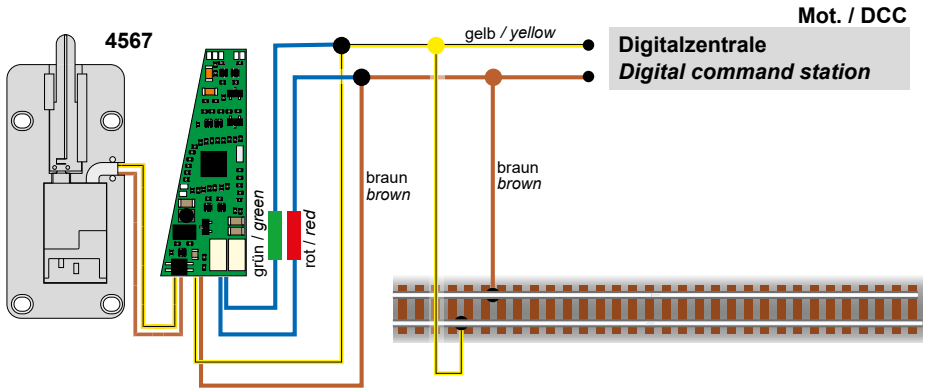 Mot. / DCC
4567
gelb / yellow
Digitalzentrale
Digital command station
braun
brown
braun
brown
grün / green
rot / red